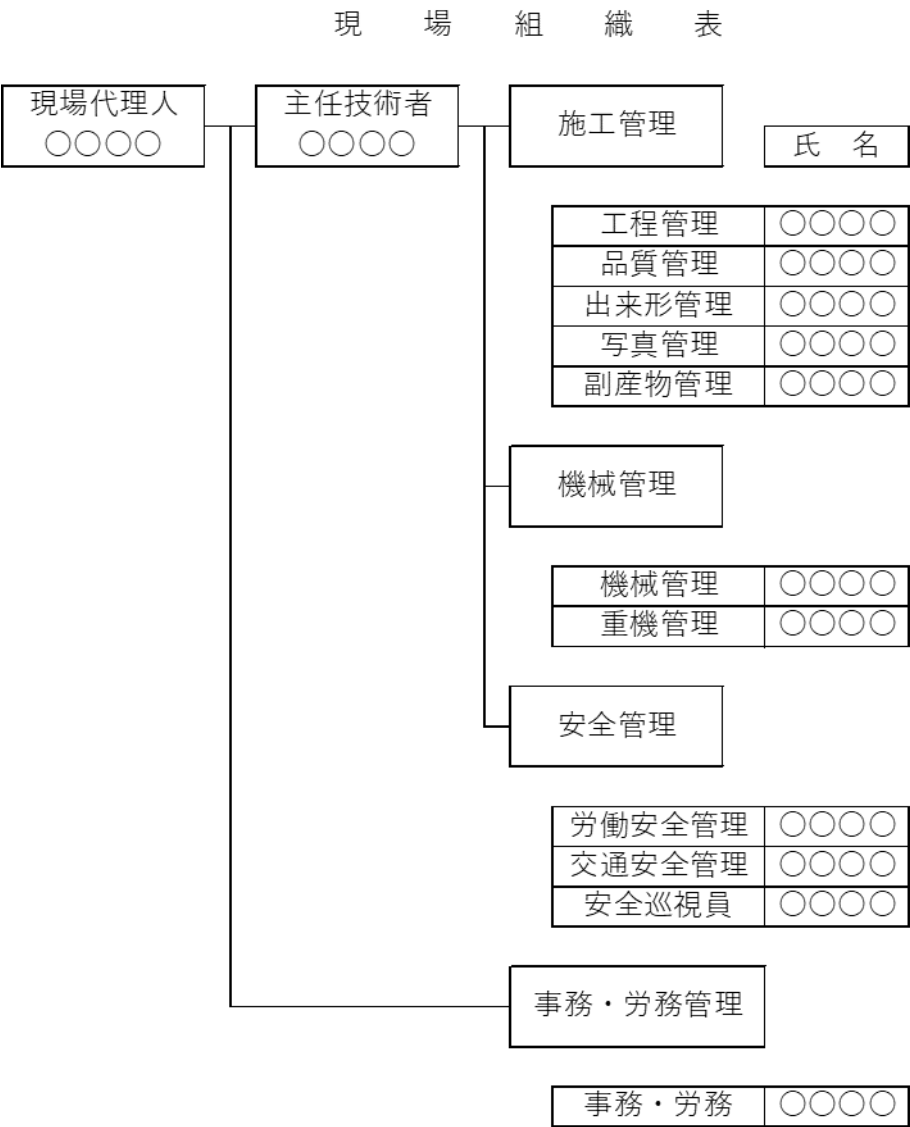 現場組織表
現場代理人
○○○○
主任技術者
○○○○
施工管理
氏 名
工程管理 ○○○○
品質管理 ○○○○
出来形管理 ○○○○
写真管理 ○○○○
副産物管理 ○○○○
機械管理
機械管理 ○○○○
重機管理 ○○○○
安全管理
労働安全管理 ○○○○
交通安全管理 ○○○○
安全巡視員 ○○○○
事務・労務管理
事務・労務 ○○○○